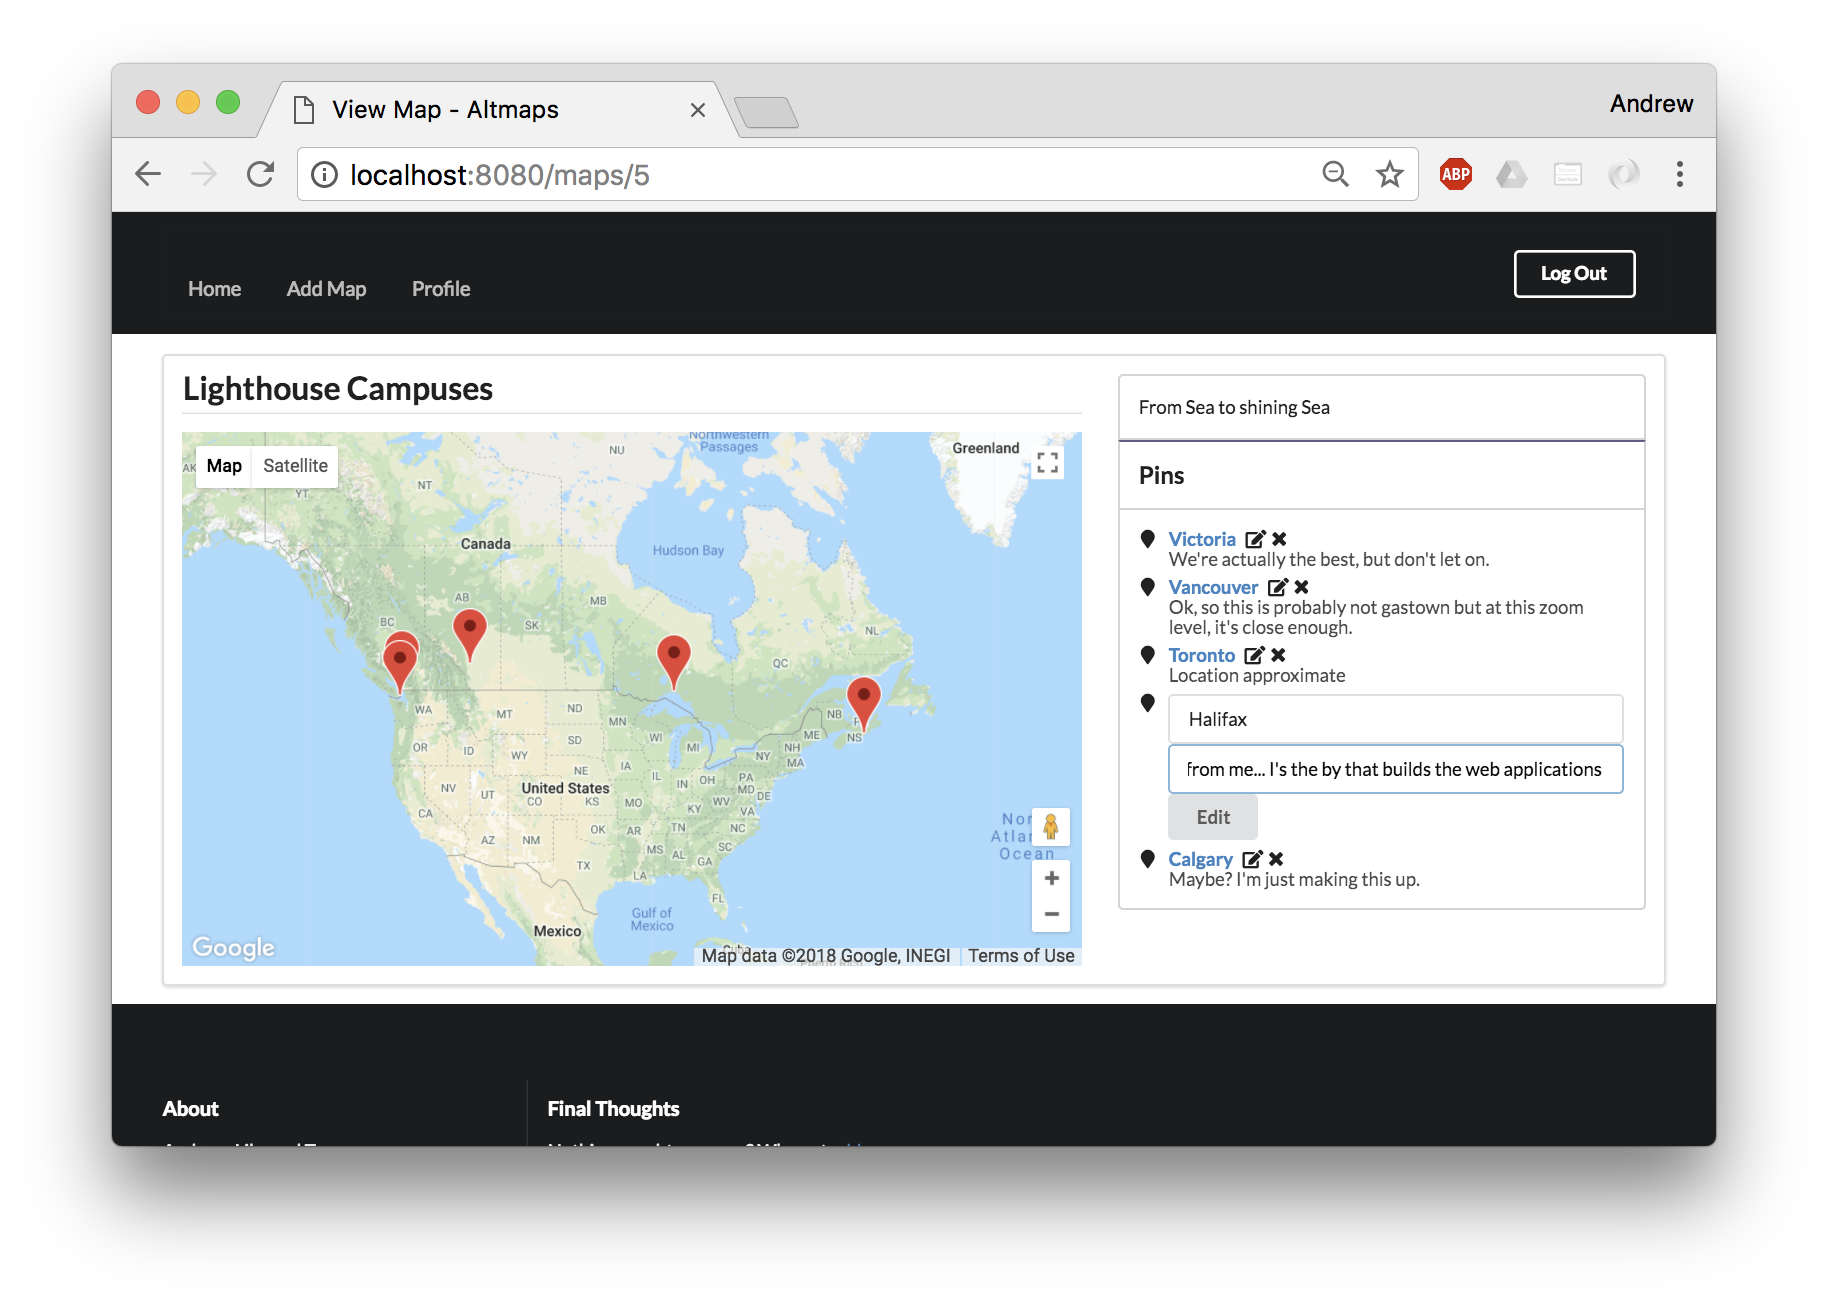 View Map - Altmaps
Andrew
localhost:8080/maps/5
ABP
Home
Add Map
Profile
Log Out
Lighthouse Campuses
Map
Satellite
Northwestern
Passages
Greenland
NU
AK
YT
NT
Canada
Hudson Bay
AB
MB
BC
SK
NL
QC
WA
MT
ND
MN
NB
NS
OR
ID
WY
SD
WI
MI
ME
NH
NY
MA
NE
IA
IL
IN
OH
PA
MD
DE
NV
UT
United States
CO
KS
MO
KY
WV
VA
CA
AZ
NM
OK
AR
TN
NC
MS
AL
GA
SC
TX
LA
FL
Gulf of
Mexico
Mexico
Cuba
Ocean
Google
Map data ©2018 Google, INEGI
Terms of Use
From Sea to shining Sea
Pins
Victoria
We're actually the best, but don't let on.
Vancouver
Ok, so this is probably not gastown but at this zoom
level, it's close enough.
Toronto
Location approximate
Halifax
from me... I's the by that builds the web applications
Edit
Calgary
Maybe? I'm just making this up.
About
Final Thoughts